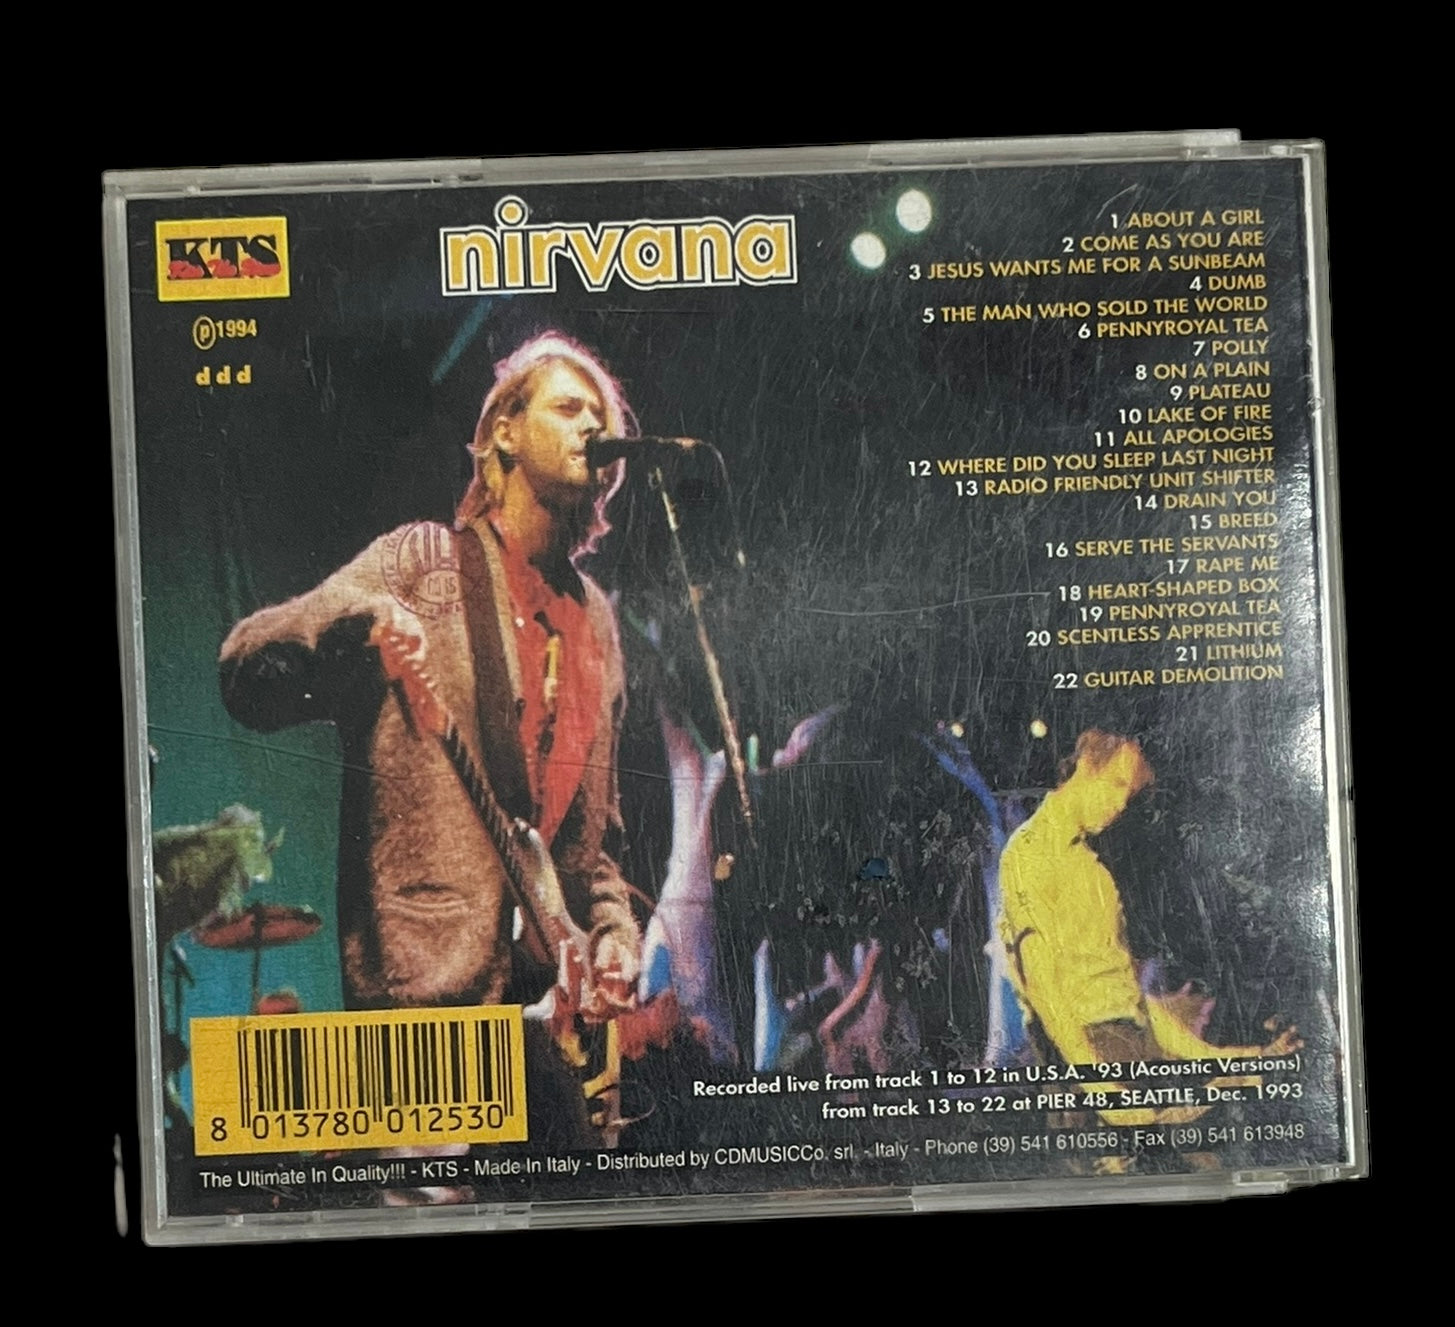 KTS
nirvana
℗1994
ddd
1 ABOUT A GIRL
2 COME AS YOU ARE
3 JESUS WANTS ME FOR A SUNBEAM
4 DUMB
5 THE MAN WHO SOLD THE WORLD
6 PENNYROYAL TEA
7 POLLY
8 ON A PLAIN
9 PLATEAU
10 LAKE OF FIRE
11 ALL APOLOGIES
12 WHERE DID YOU SLEEP LAST NIGHT
13 RADIO FRIENDLY UNIT SHIFTER
14 DRAIN YOU
15 BREED
16 SERVE THE SERVANTS
17 RAPE ME
18 HEART-SHAPED BOX
19 PENNYROYAL TEA
20 SCENTLESS APPRENTICE
21 LITHIUM
22 GUITAR DEMOLITION
Recorded live from track 1 to 12 in U.S.A. '93 (Acoustic Versions)
from track 13 to 22 at PIER 48, SEATTLE, Dec. 1993
8 013780 012530
The Ultimate In Quality!!! - KTS - Made In Italy - Distributed by CDMUSICCo. srl. - Italy - Phone (39) 541 610556 - Fax (39) 541 613948